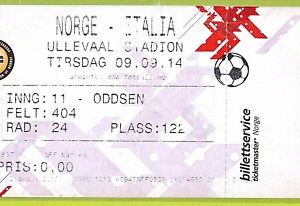 NORGE - ITALIA
ULLEVAAL STADION
TIRSDAG 09.09.14
INNG: 11 - ODDSEN
FELT: 404
RAD: 24 PLASS: 122
PRIS: 0,00
billettservice
ticketmaster Norge